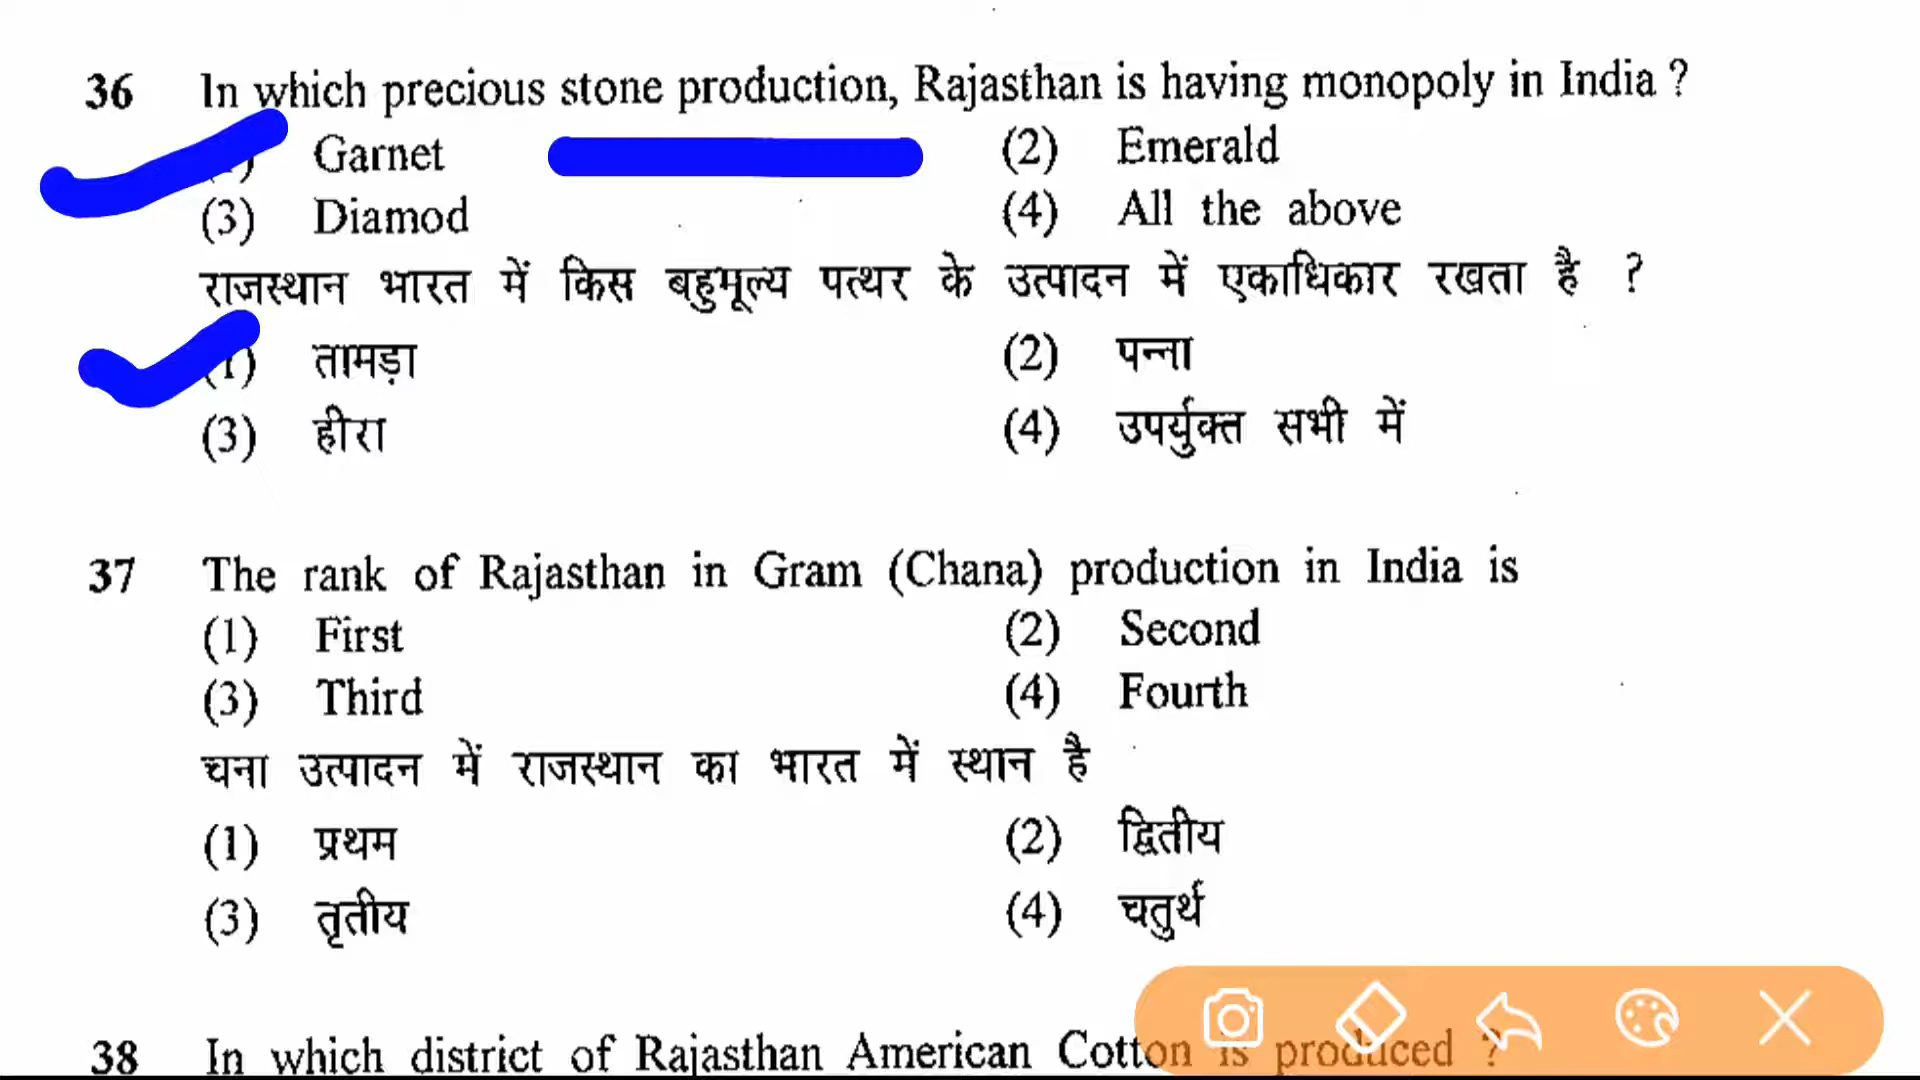 36 In which precious stone production, Rajasthan is having monopoly in India ?
Garnet (2) Emerald
(3) Diamod (4) All the above
राजस्थान भारत में किस बहुमूल्य पत्थर के उत्पादन में एकाधिकार रखता है ?
(1) तामड़ा (2) पन्ना
(3) हीरा (4) उपर्युक्त सभी में
37 The rank of Rajasthan in Gram (Chana) production in India is
(1) First (2) Second
(3) Third (4) Fourth
चना उत्पादन में राजस्थान का भारत में स्थान है
(1) प्रथम (2) द्वितीय
(3) तृतीय (4) चतुर्थ
38 In which district of Rajasthan American Cotton is produced ?